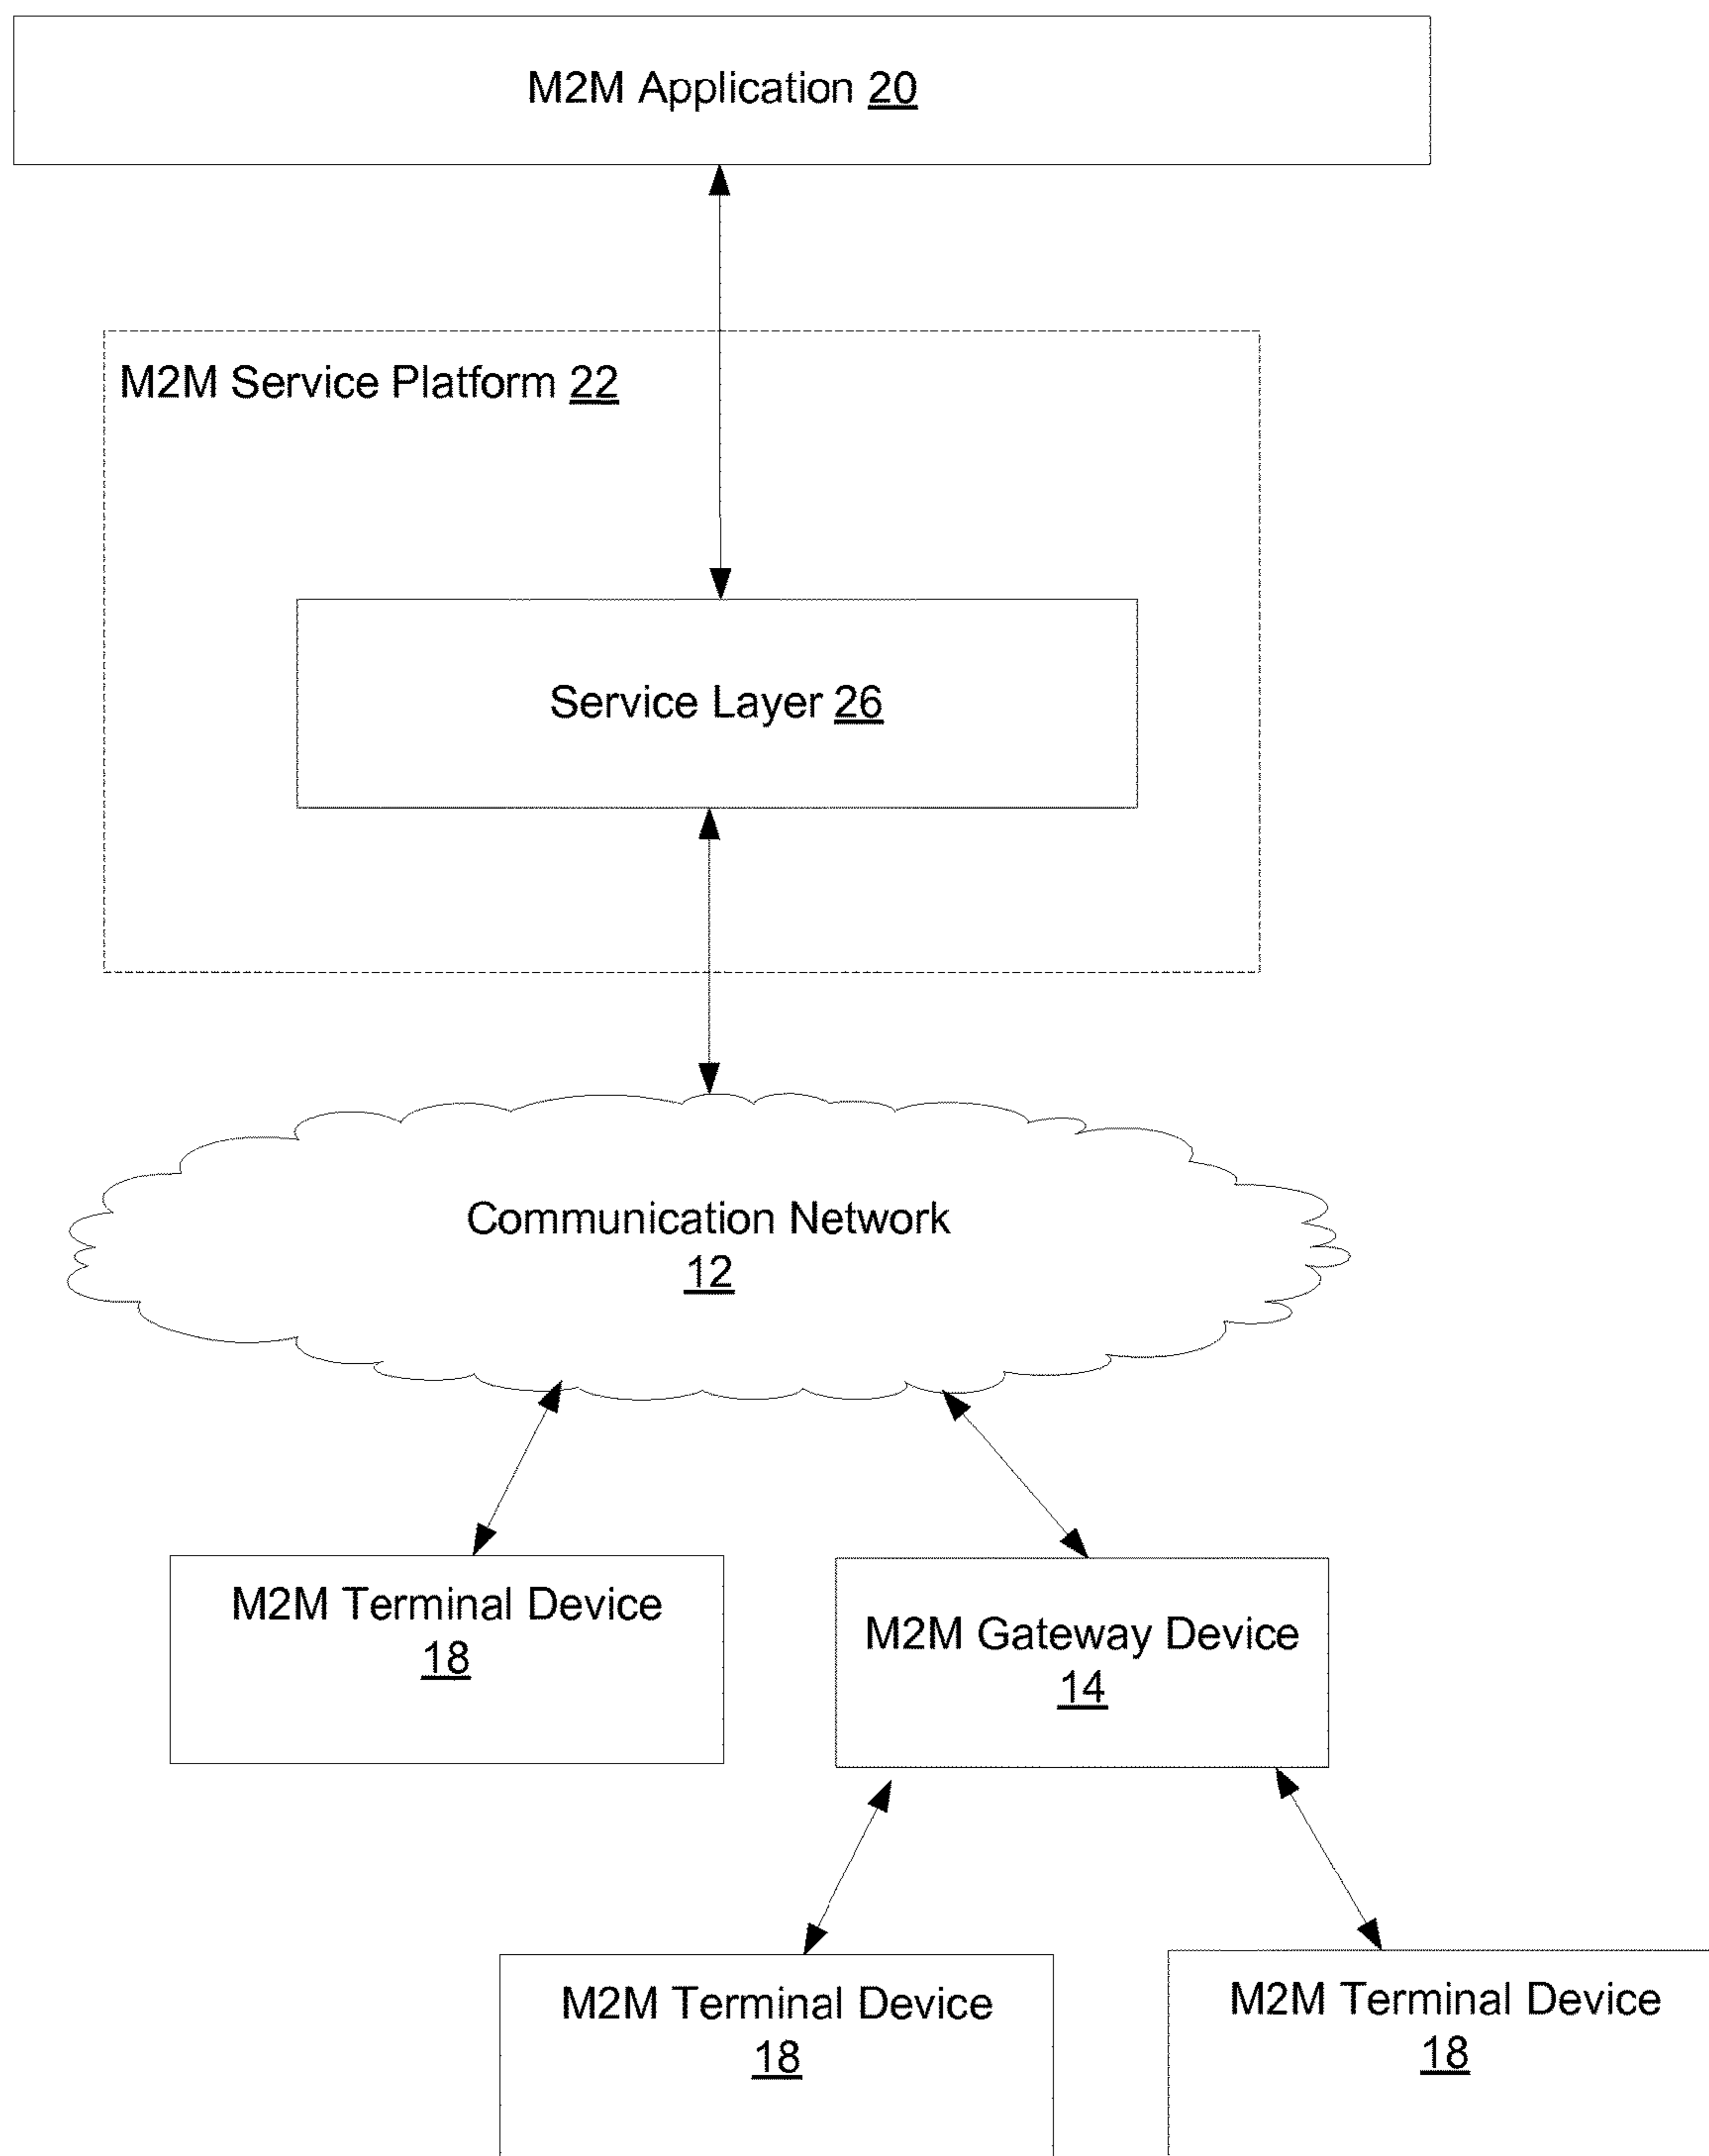 M2M Application 20
M2M Service Platform 22
Service Layer 26
Communication Network
12
M2M Terminal Device
18
M2M Gateway Device
14
M2M Terminal Device
18
M2M Terminal Device
18